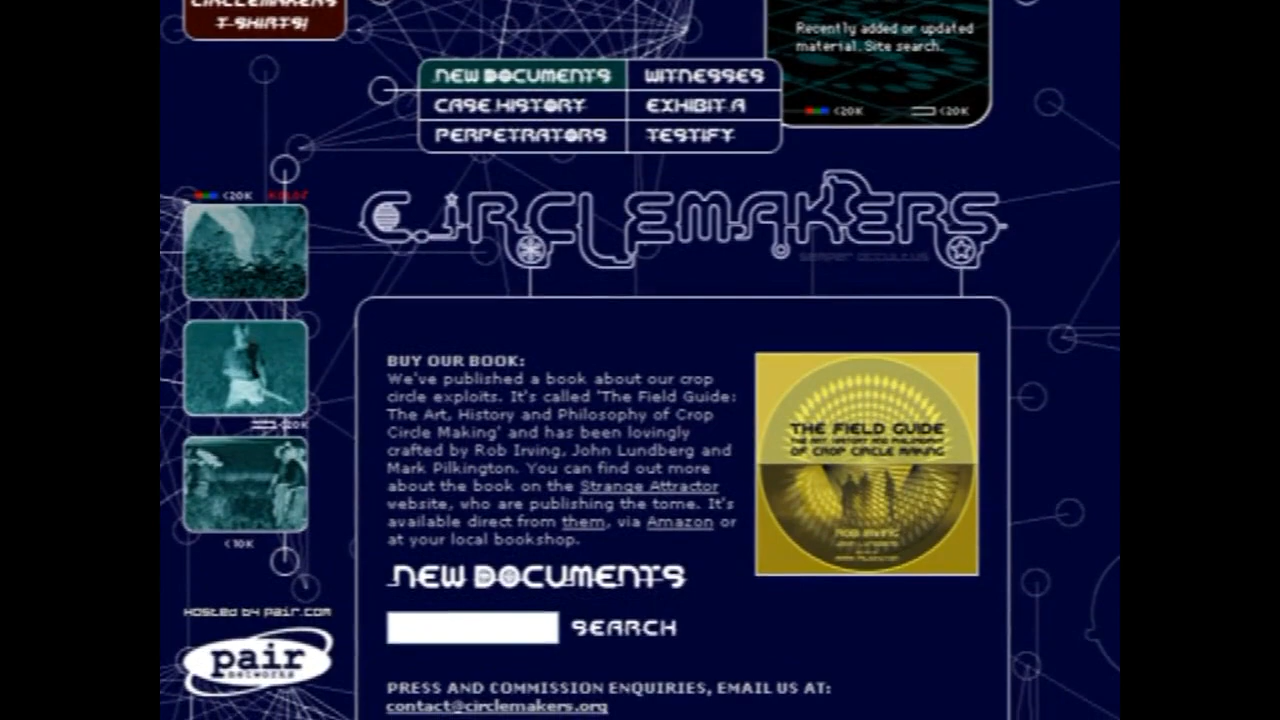 CIRCLEMAKERS
T-SHIRTS!
Recently added or updated
material. Site search.
<20K
<20K
NEW DOCUMENTS
WITNESSES
CASE HISTORY
EXHIBIT A
PERPETRATORS
TESTIFY
<20K
CIRCLEMAKERS
BUY OUR BOOK:
We've published a book about our crop
circle exploits. It's called 'The Field Guide:
The Art, History and Philosophy of Crop
Circle Making' and has been lovingly
crafted by Rob Irving, John Lundberg and
Mark Pilkington. You can find out more
about the book on the Strange Attractor
website, who are publishing the tome. It's
available direct from them, via Amazon or
at your local bookshop.
THE FIELD GUIDE
THE ART, HISTORY AND PHILOSOPHY
OF CROP CIRCLE MAKING
ROB IRVING
JOHN LUNDBERG
MARK PILKINGTON
<20K
<10K
NEW DOCUMENTS
SEARCH
Hosted by pair.com
pair
networks
PRESS AND COMMISSION ENQUIRIES, EMAIL US AT:
contact@circlemakers.org